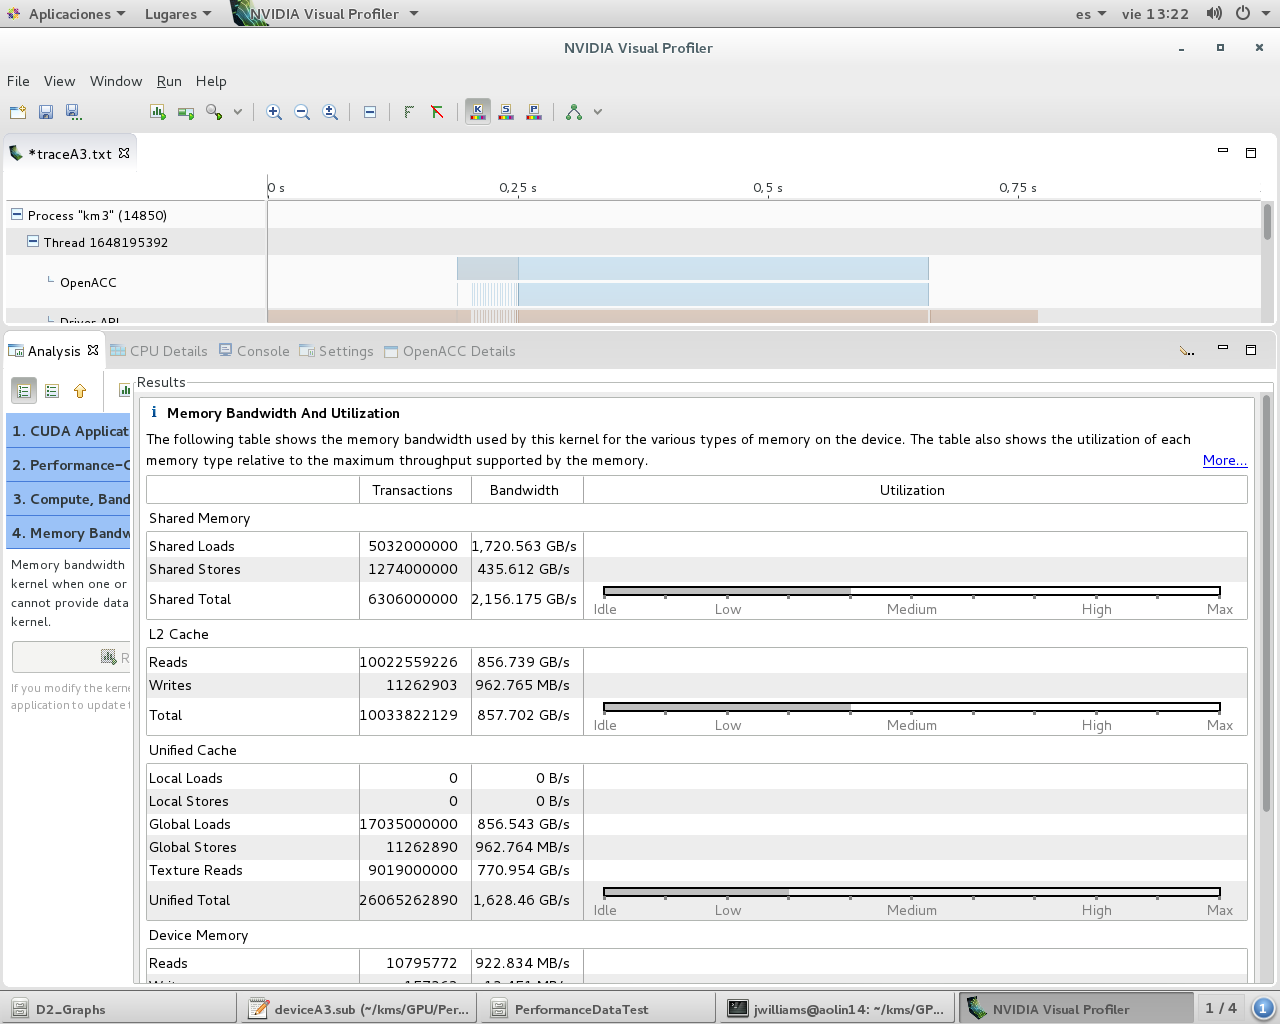 Aplicaciones Lugares NVIDIA Visual Profiler es vie 13:22
NVIDIA Visual Profiler
File View Window Run Help
K S P
*traceA3.txt
0 s 0,25 s 0,5 s 0,75 s
Process "km3" (14850)
Thread 1648195392
OpenACC
Driver API
Analysis CPU Details Console Settings OpenACC Details
Results
1. CUDA Applicat
2. Performance-C
3. Compute, Band
4. Memory Bandw
Memory bandwidth
kernel when one or
cannot provide data
kernel.
R
If you modify the kerne
application to update t
Memory Bandwidth And Utilization
The following table shows the memory bandwidth used by this kernel for the various types of memory on the device. The table also shows the utilization of each
memory type relative to the maximum throughput supported by the memory.
More...
Transactions Bandwidth Utilization
Shared Memory
Shared Loads 5032000000 1,720.563 GB/s
Shared Stores 1274000000 435.612 GB/s
Shared Total 6306000000 2,156.175 GB/s
Idle Low Medium High Max
L2 Cache
Reads 10022559226 856.739 GB/s
Writes 11262903 962.765 MB/s
Total 10033822129 857.702 GB/s
Idle Low Medium High Max
Unified Cache
Local Loads 0 0 B/s
Local Stores 0 0 B/s
Global Loads 17035000000 856.543 GB/s
Global Stores 11262890 962.764 MB/s
Texture Reads 9019000000 770.954 GB/s
Unified Total 26065262890 1,628.46 GB/s
Idle Low Medium High Max
Device Memory
Reads 10795772 922.834 MB/s
D2_Graphs deviceA3.sub (~/kms/GPU/Per... PerformanceDataTest jwilliams@aolin14: ~/kms/GP... NVIDIA Visual Profiler 1 / 4 1